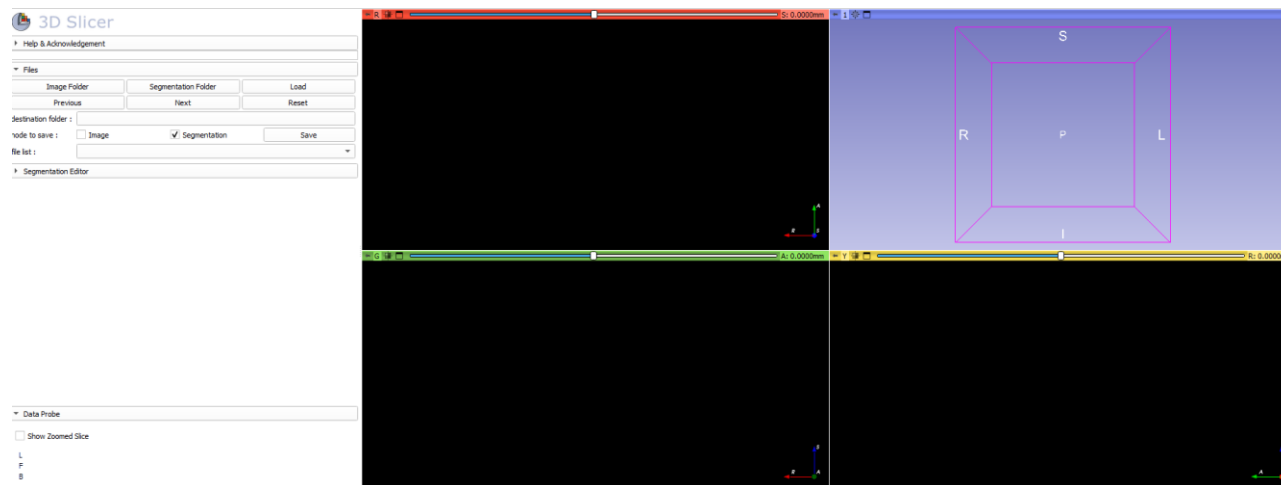 3D Slicer
Help & Acknowledgement
Files
Image Folder Segmentation Folder Load
Previous Next Reset
destination folder :
node to save : Image Segmentation Save
file list :
Segmentation Editor
Data Probe
Show Zoomed Slice
L
F
B
R S: 0.0000mm
A
R
S
1
S
R P L
I
G A: 0.0000mm
S
R
A
Y R: 0.0000
A